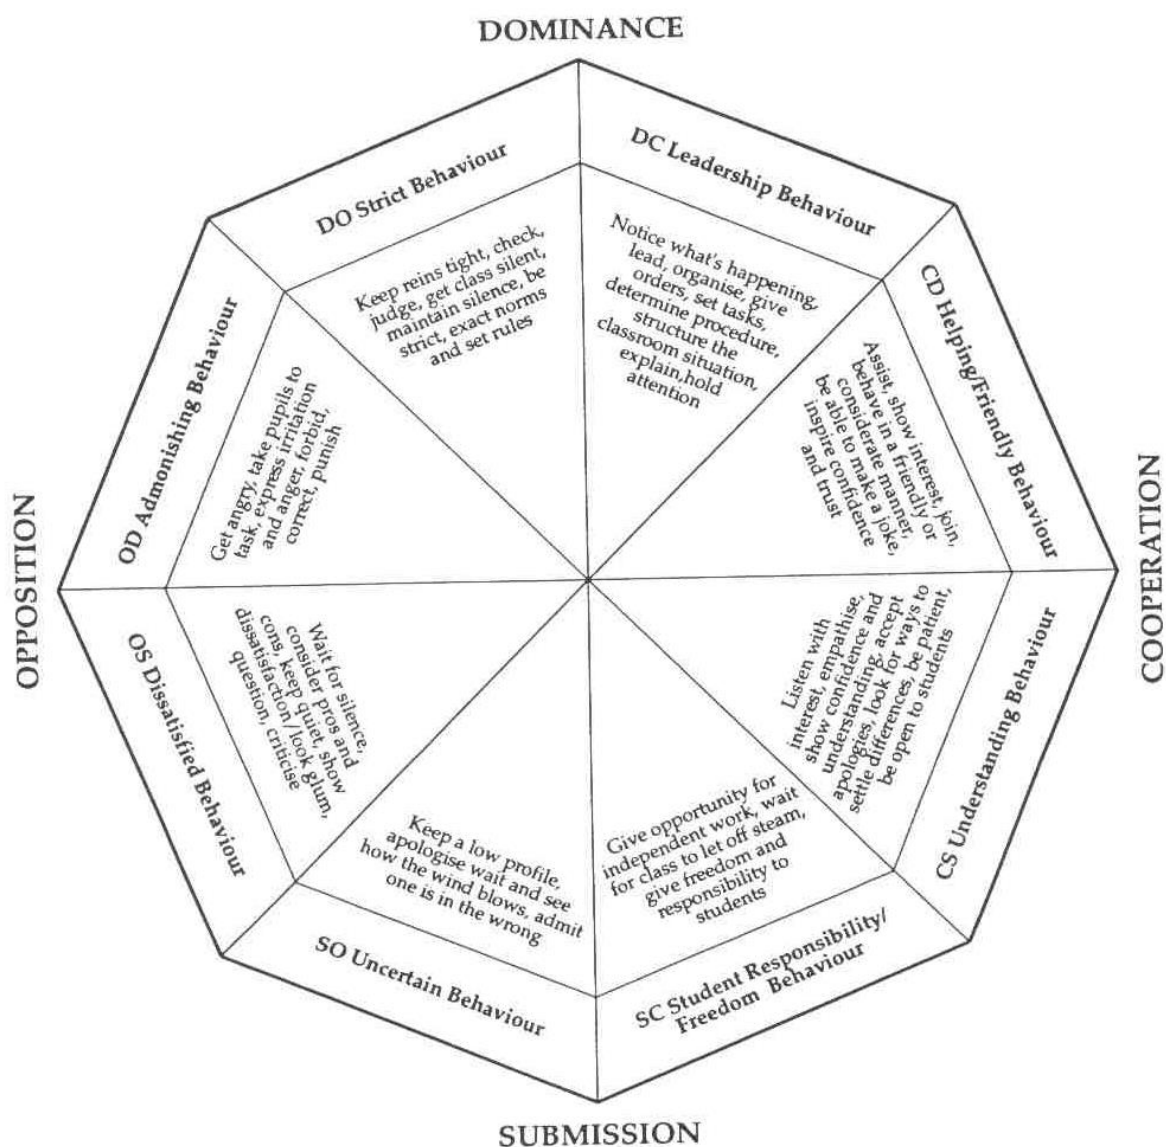 DOMINANCE
DC Leadership Behaviour
Notice what's happening,
lead, organise, give
orders, set tasks,
determine procedure,
structure the
classroom situation,
explain,hold
attention
CD Helping/Friendly Behaviour
Assist, show interest, join,
behave in a friendly or
considerate manner,
be able to make a joke,
inspire confidence
and trust
COOPERATION
CS Understanding Behaviour
Listen with
interest, empathise,
show confidence and
understanding, accept
apologies, look for ways to
settle differences, be patient,
be open to students
SC Student Responsibility/
Freedom Behaviour
Give opportunity for
independent work, wait
for class to let off steam,
give freedom and
responsibility to
students
SUBMISSION
SO Uncertain Behaviour
Keep a low profile,
apologise wait and see
how the wind blows, admit
one is in the wrong
OS Dissatisfied Behaviour
Wait for silence,
consider pros and
cons, keep quiet, show
dissatisfaction/look glum,
question, criticise
OPPOSITION
OD Admonishing Behaviour
Get angry, take pupils to
task, express irritation
and anger, forbid,
correct, punish
DO Strict Behaviour
Keep reins tight, check,
judge, get class silent,
maintain silence, be
strict, exact norms
and set rules